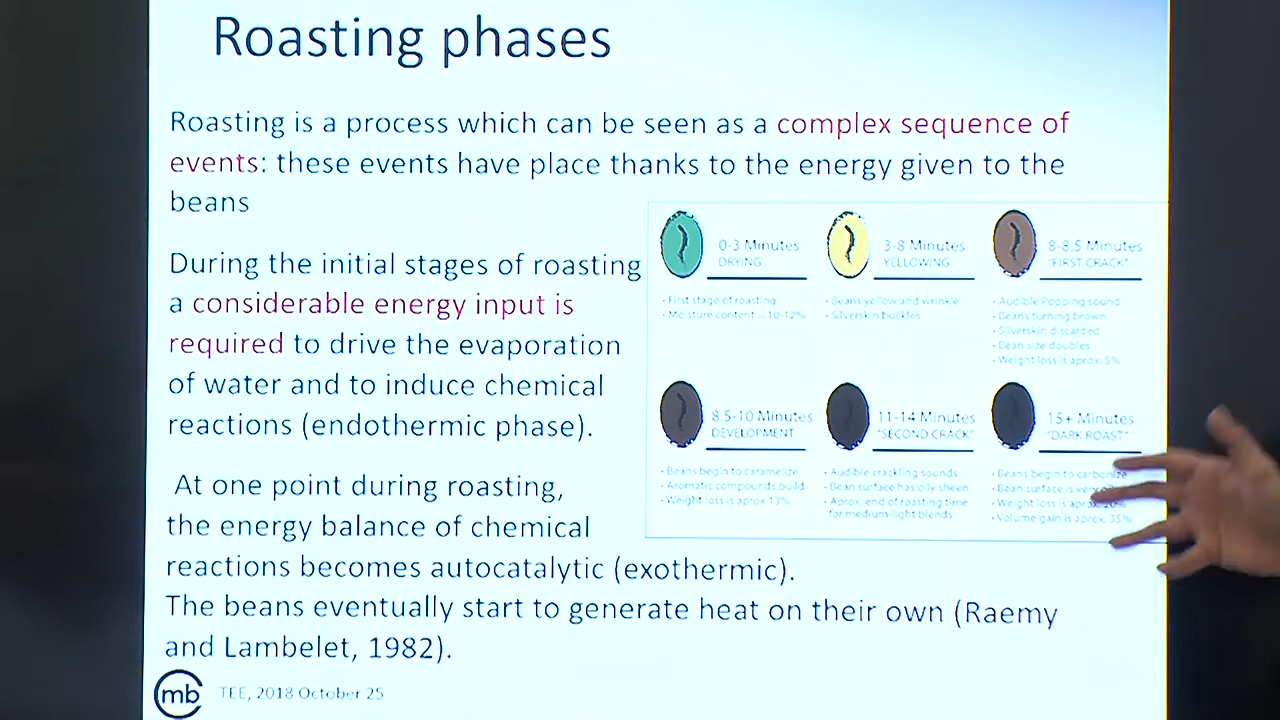 Roasting phases
Roasting is a process which can be seen as a complex sequence of
events: these events have place thanks to the energy given to the
beans
During the initial stages of roasting
a considerable energy input is
required to drive the evaporation
of water and to induce chemical
reactions (endothermic phase).
At one point during roasting,
the energy balance of chemical
reactions becomes autocatalytic (exothermic).
The beans eventually start to generate heat on their own (Raemy
and Lambelet, 1982).
0-3 Minutes
DRYING
• First stage of roasting
• Moisture content = 10-12%
3-8 Minutes
YELLOWING
• Beans yellow and wrinkle
• Silverskin buckles
8-8.5 Minutes
"FIRST CRACK"
• Audible Popping sound
• Beans turning brown
• Silverskin discarded
• Bean size doubles
• Weight loss is aprox. 5%
8.5-10 Minutes
DEVELOPMENT
• Beans begin to caramelize
• Aromatic compounds build
• Weight loss is aprox 13%
11-14 Minutes
"SECOND CRACK"
• Audible crackling sounds
• Bean surface has oily sheen
• Aprox. end of roasting time
for medium-light blends
15+ Minutes
"DARK ROAST"
• Beans begin to carbonize
• Bean surface is very
• Weight loss is aprox. 20%
• Volume gain is aprox. 35%
mb
TEE, 2018 October 25